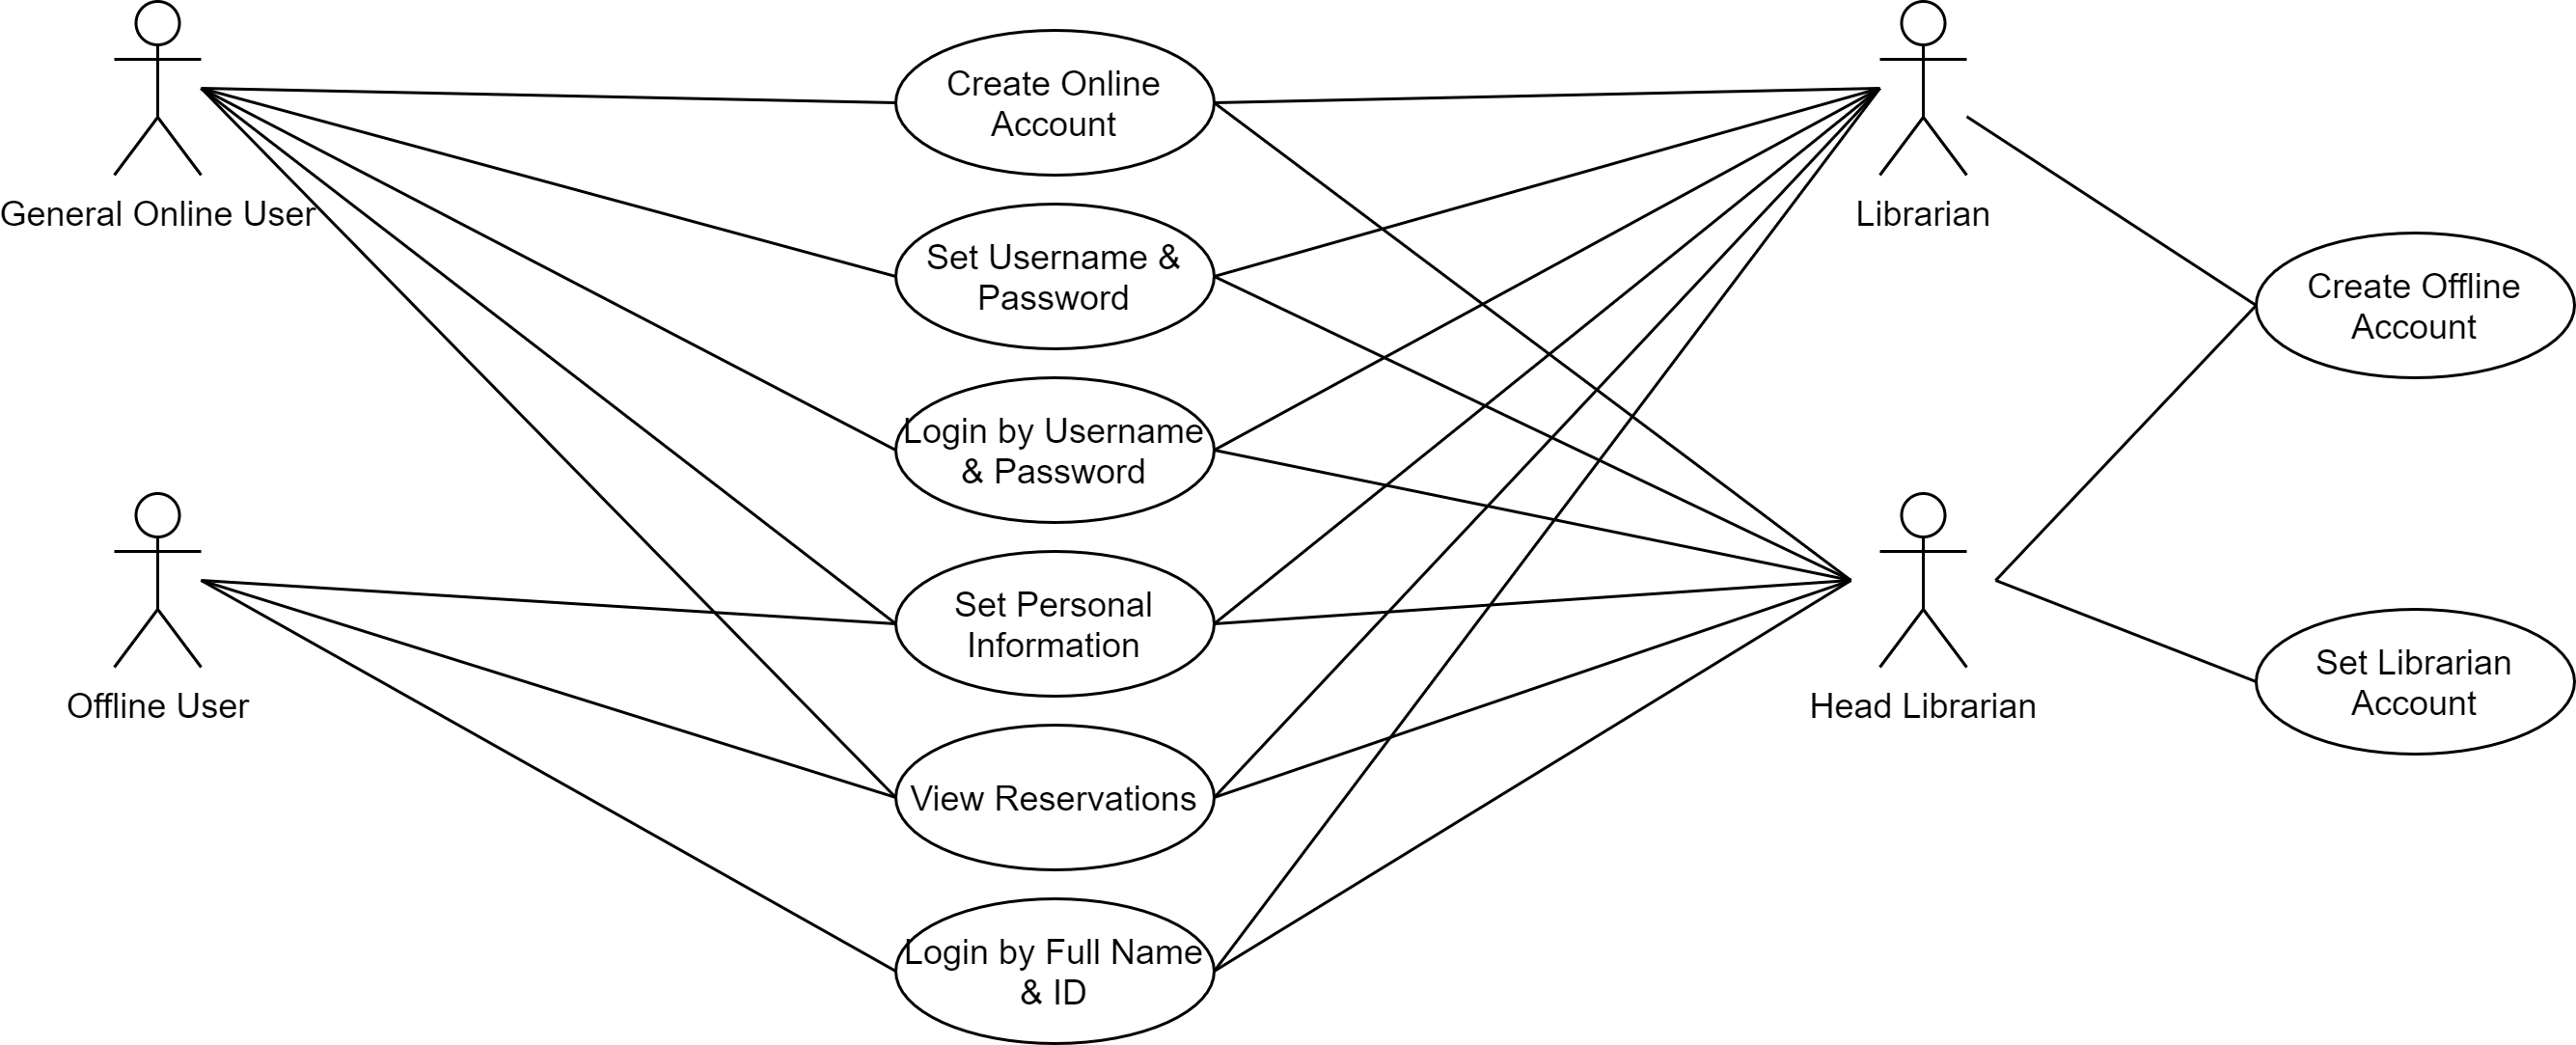 General Online User
Offline User
Create Online
Account
Set Username &
Password
Login by Username
& Password
Set Personal
Information
View Reservations
Login by Full Name
& ID
Librarian
Head Librarian
Create Offline
Account
Set Librarian
Account